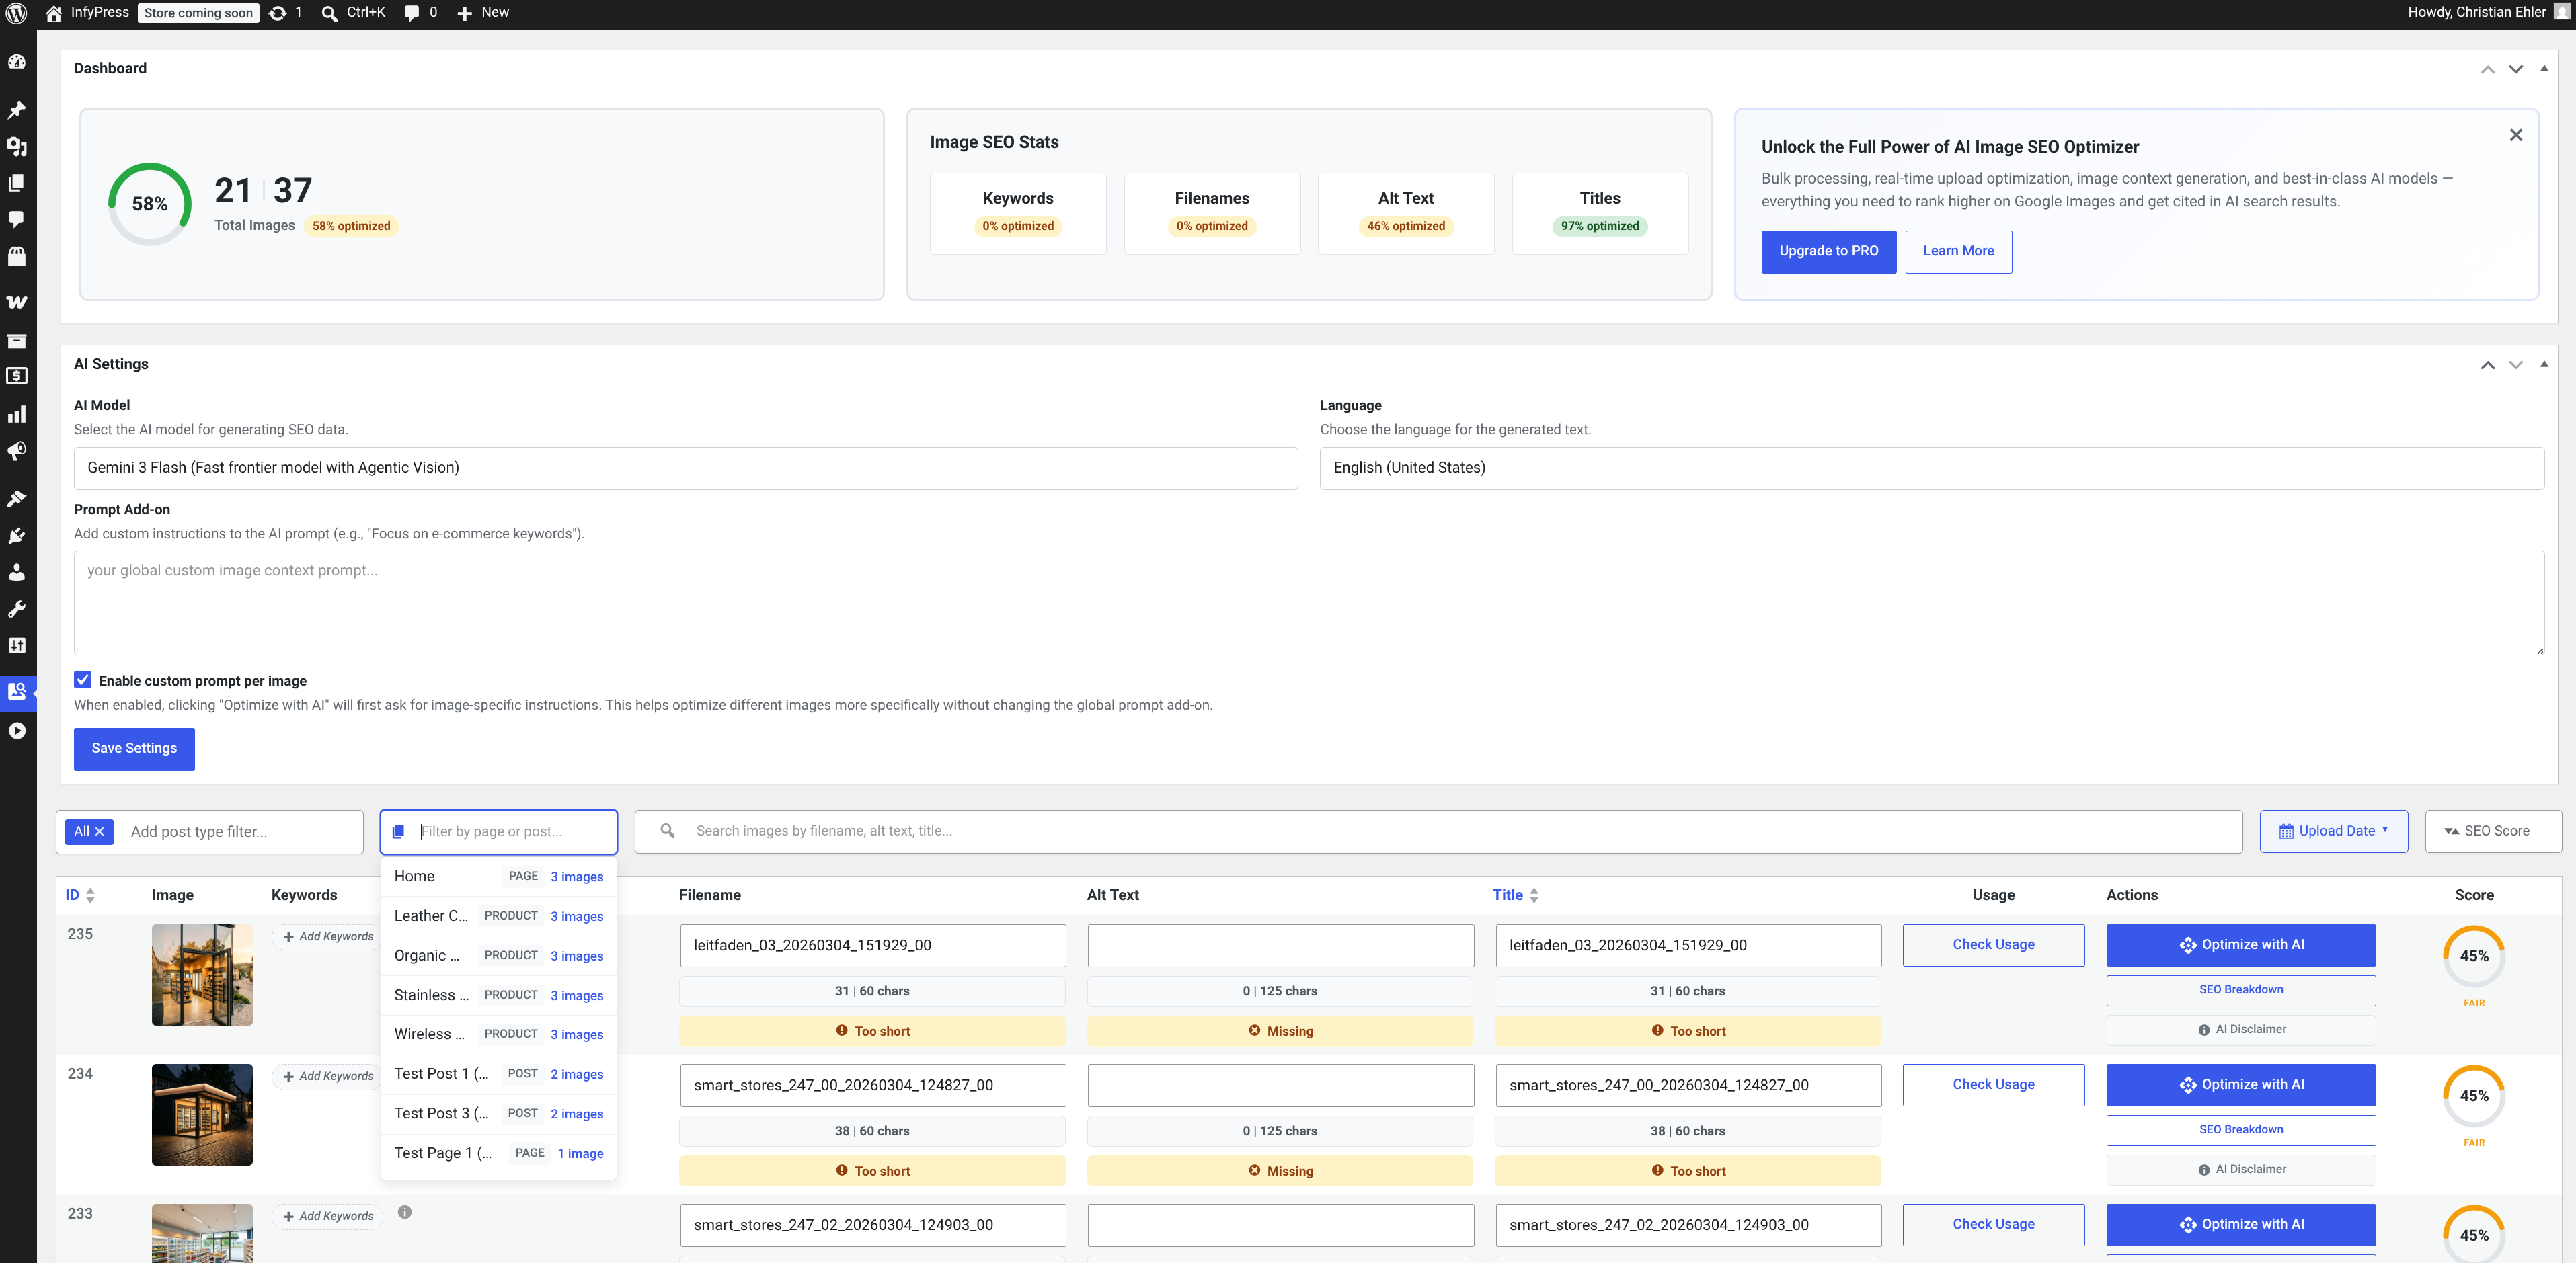 InfyPress Store coming soon 1 Ctrl+K 0 New Howdy, Christian Ehler
Dashboard
58%
21 | 37
Total Images 58% optimized
Image SEO Stats
Keywords
0% optimized
Filenames
0% optimized
Alt Text
46% optimized
Titles
97% optimized
Unlock the Full Power of AI Image SEO Optimizer
Bulk processing, real-time upload optimization, image context generation, and best-in-class AI models —
everything you need to rank higher on Google Images and get cited in AI search results.
Upgrade to PRO Learn More
AI Settings
AI Model
Select the AI model for generating SEO data.
Gemini 3 Flash (Fast frontier model with Agentic Vision)
Language
Choose the language for the generated text.
English (United States)
Prompt Add-on
Add custom instructions to the AI prompt (e.g., "Focus on e-commerce keywords").
your global custom image context prompt...
Enable custom prompt per image
When enabled, clicking "Optimize with AI" will first ask for image-specific instructions. This helps optimize different images more specifically without changing the global prompt add-on.
Save Settings
All Add post type filter... Filter by page or post... Search images by filename, alt text, title... Upload Date SEO Score
Home PAGE 3 images
Leather C... PRODUCT 3 images
Organic ... PRODUCT 3 images
Stainless ... PRODUCT 3 images
Wireless ... PRODUCT 3 images
Test Post 1 (... POST 2 images
Test Post 3 (... POST 2 images
Test Page 1 (... PAGE 1 image
ID Image Keywords Filename Alt Text Title Usage Actions Score
235 + Add Keywords leitfaden_03_20260304_151929_00 leitfaden_03_20260304_151929_00 Check Usage Optimize with AI 45%
31 | 60 chars 0 | 125 chars 31 | 60 chars SEO Breakdown FAIR
Too short Missing Too short AI Disclaimer
234 + Add Keywords smart_stores_247_00_20260304_124827_00 smart_stores_247_00_20260304_124827_00 Check Usage Optimize with AI 45%
38 | 60 chars 0 | 125 chars 38 | 60 chars SEO Breakdown FAIR
Too short Missing Too short AI Disclaimer
233 + Add Keywords smart_stores_247_02_20260304_124903_00 smart_stores_247_02_20260304_124903_00 Check Usage Optimize with AI 45%